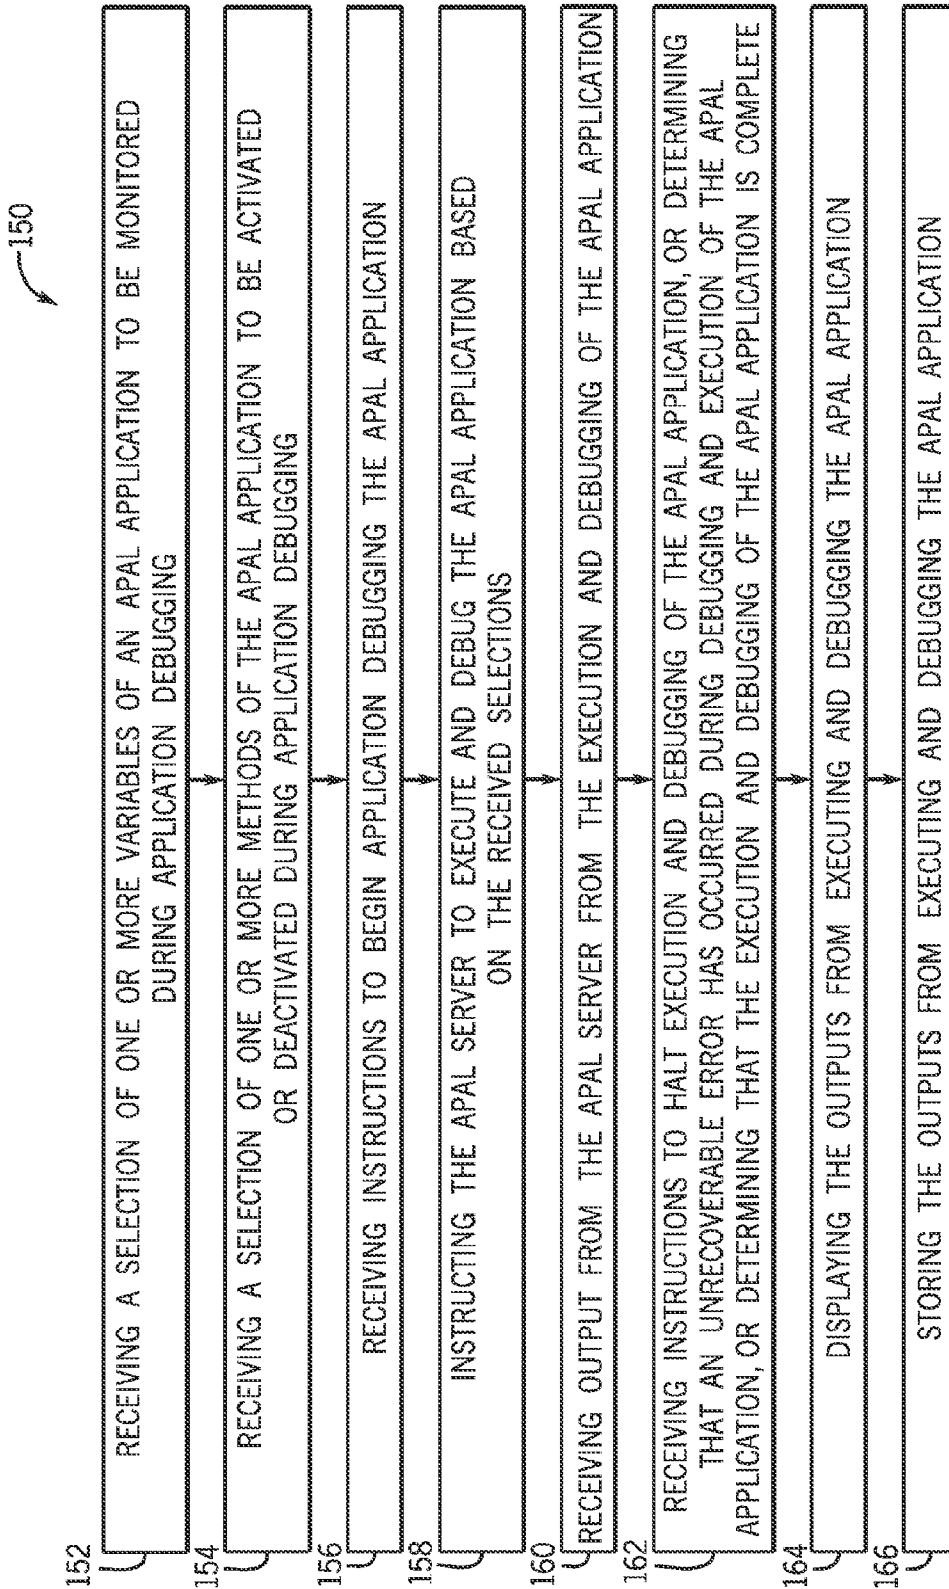 150
152
RECEIVING A SELECTION OF ONE OR MORE VARIABLES OF AN APAL APPLICATION TO BE MONITORED
DURING APPLICATION DEBUGGING
154
RECEIVING A SELECTION OF ONE OR MORE METHODS OF THE APAL APPLICATION TO BE ACTIVATED
OR DEACTIVATED DURING APPLICATION DEBUGGING
156
RECEIVING INSTRUCTIONS TO BEGIN APPLICATION DEBUGGING THE APAL APPLICATION
158
INSTRUCTING THE APAL SERVER TO EXECUTE AND DEBUG THE APAL APPLICATION BASED
ON THE RECEIVED SELECTIONS
160
RECEIVING OUTPUT FROM THE APAL SERVER FROM THE EXECUTION AND DEBUGGING OF THE APAL APPLICATION
162
RECEIVING INSTRUCTIONS TO HALT EXECUTION AND DEBUGGING OF THE APAL APPLICATION, OR DETERMINING
THAT AN UNRECOVERABLE ERROR HAS OCCURRED DURING DEBUGGING AND EXECUTION OF THE APAL
APPLICATION, OR DETERMINING THAT THE EXECUTION AND DEBUGGING OF THE APAL APPLICATION IS COMPLETE
164
DISPLAYING THE OUTPUTS FROM EXECUTING AND DEBUGGING THE APAL APPLICATION
166
STORING THE OUTPUTS FROM EXECUTING AND DEBUGGING THE APAL APPLICATION